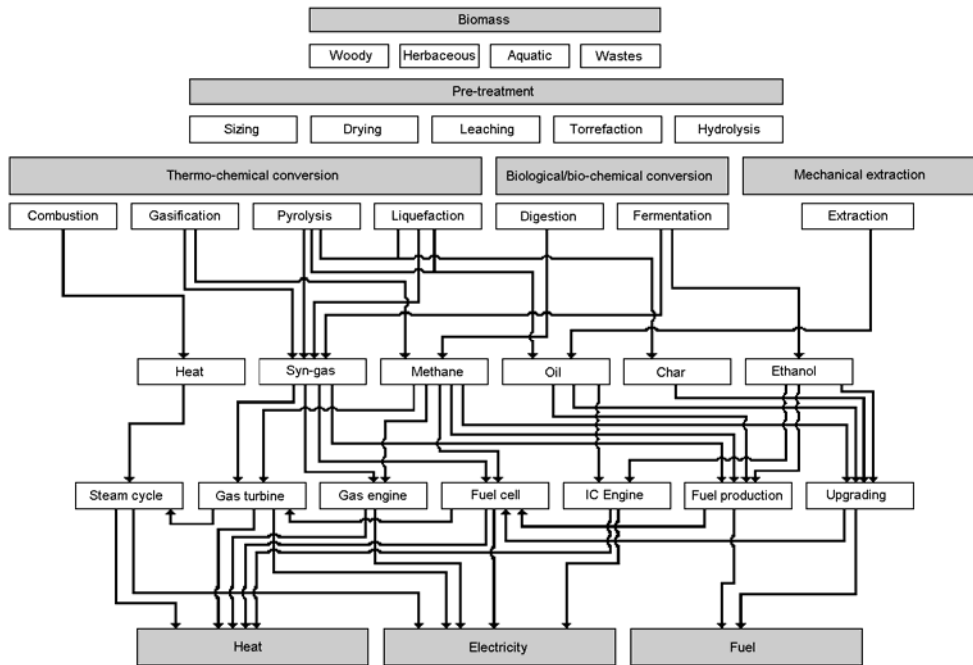 Biomass
Woody
Herbaceous
Aquatic
Wastes
Pre-treatment
Sizing
Drying
Leaching
Torrefaction
Hydrolysis
Thermo-chemical conversion
Biological/bio-chemical conversion
Mechanical extraction
Combustion
Gasification
Pyrolysis
Liquefaction
Digestion
Fermentation
Extraction
Heat
Syn-gas
Methane
Oil
Char
Ethanol
Steam cycle
Gas turbine
Gas engine
Fuel cell
IC Engine
Fuel production
Upgrading
Heat
Electricity
Fuel